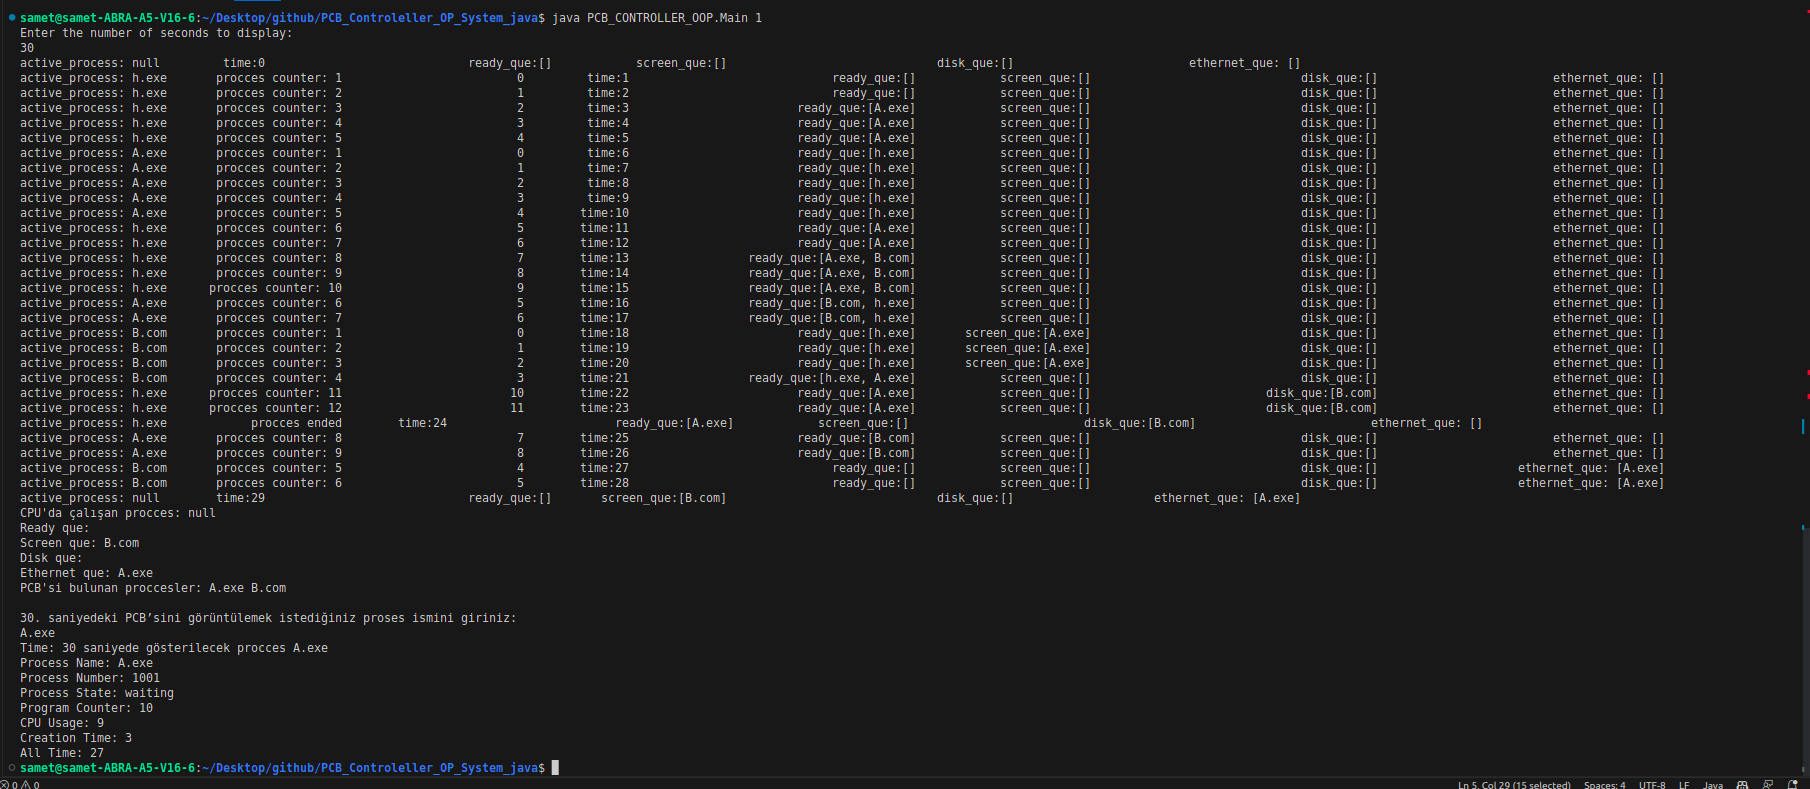 samet@samet-ABRA-A5-V16-6:~/Desktop/github/PCB_Controleller_OP_System_java$ java PCB_CONTROLLER_OOP.Main 1
Enter the number of seconds to display:
30
active_process: null time:0 ready_que:[] screen_que:[] disk_que:[] ethernet_que: []
active_process: h.exe procces counter: 1 0 time:1 ready_que:[] screen_que:[] disk_que:[] ethernet_que: []
active_process: h.exe procces counter: 2 1 time:2 ready_que:[] screen_que:[] disk_que:[] ethernet_que: []
active_process: h.exe procces counter: 3 2 time:3 ready_que:[A.exe] screen_que:[] disk_que:[] ethernet_que: []
active_process: h.exe procces counter: 4 3 time:4 ready_que:[A.exe] screen_que:[] disk_que:[] ethernet_que: []
active_process: h.exe procces counter: 5 4 time:5 ready_que:[A.exe] screen_que:[] disk_que:[] ethernet_que: []
active_process: A.exe procces counter: 1 0 time:6 ready_que:[h.exe] screen_que:[] disk_que:[] ethernet_que: []
active_process: A.exe procces counter: 2 1 time:7 ready_que:[h.exe] screen_que:[] disk_que:[] ethernet_que: []
active_process: A.exe procces counter: 3 2 time:8 ready_que:[h.exe] screen_que:[] disk_que:[] ethernet_que: []
active_process: A.exe procces counter: 4 3 time:9 ready_que:[h.exe] screen_que:[] disk_que:[] ethernet_que: []
active_process: A.exe procces counter: 5 4 time:10 ready_que:[h.exe] screen_que:[] disk_que:[] ethernet_que: []
active_process: h.exe procces counter: 6 5 time:11 ready_que:[A.exe] screen_que:[] disk_que:[] ethernet_que: []
active_process: h.exe procces counter: 7 6 time:12 ready_que:[A.exe] screen_que:[] disk_que:[] ethernet_que: []
active_process: h.exe procces counter: 8 7 time:13 ready_que:[A.exe, B.com] screen_que:[] disk_que:[] ethernet_que: []
active_process: h.exe procces counter: 9 8 time:14 ready_que:[A.exe, B.com] screen_que:[] disk_que:[] ethernet_que: []
active_process: h.exe procces counter: 10 9 time:15 ready_que:[A.exe, B.com] screen_que:[] disk_que:[] ethernet_que: []
active_process: A.exe procces counter: 6 5 time:16 ready_que:[B.com, h.exe] screen_que:[] disk_que:[] ethernet_que: []
active_process: A.exe procces counter: 7 6 time:17 ready_que:[B.com, h.exe] screen_que:[] disk_que:[] ethernet_que: []
active_process: B.com procces counter: 1 0 time:18 ready_que:[h.exe] screen_que:[A.exe] disk_que:[] ethernet_que: []
active_process: B.com procces counter: 2 1 time:19 ready_que:[h.exe] screen_que:[A.exe] disk_que:[] ethernet_que: []
active_process: B.com procces counter: 3 2 time:20 ready_que:[h.exe] screen_que:[A.exe] disk_que:[] ethernet_que: []
active_process: B.com procces counter: 4 3 time:21 ready_que:[h.exe, A.exe] screen_que:[] disk_que:[] ethernet_que: []
active_process: h.exe procces counter: 11 10 time:22 ready_que:[A.exe] screen_que:[] disk_que:[B.com] ethernet_que: []
active_process: h.exe procces counter: 12 11 time:23 ready_que:[A.exe] screen_que:[] disk_que:[B.com] ethernet_que: []
active_process: h.exe procces ended time:24 ready_que:[A.exe] screen_que:[] disk_que:[B.com] ethernet_que: []
active_process: A.exe procces counter: 8 7 time:25 ready_que:[B.com] screen_que:[] disk_que:[] ethernet_que: []
active_process: A.exe procces counter: 9 8 time:26 ready_que:[B.com] screen_que:[] disk_que:[] ethernet_que: []
active_process: B.com procces counter: 5 4 time:27 ready_que:[] screen_que:[] disk_que:[] ethernet_que: [A.exe]
active_process: B.com procces counter: 6 5 time:28 ready_que:[] screen_que:[] disk_que:[] ethernet_que: [A.exe]
active_process: null time:29 ready_que:[] screen_que:[B.com] disk_que:[] ethernet_que: [A.exe]
CPU'da çalışan procces: null
Ready que:
Screen que: B.com
Disk que:
Ethernet que: A.exe
PCB'si bulunan proccesler: A.exe B.com
30. saniyedeki PCB’sini görüntülemek istediğiniz proses ismini giriniz:
A.exe
Time: 30 saniyede gösterilecek procces A.exe
Process Name: A.exe
Process Number: 1001
Process State: waiting
Program Counter: 10
CPU Usage: 9
Creation Time: 3
All Time: 27
samet@samet-ABRA-A5-V16-6:~/Desktop/github/PCB_Controleller_OP_System_java$
0 0 Ln 5, Col 29 (15 selected) Spaces: 4 UTF-8 LF Java